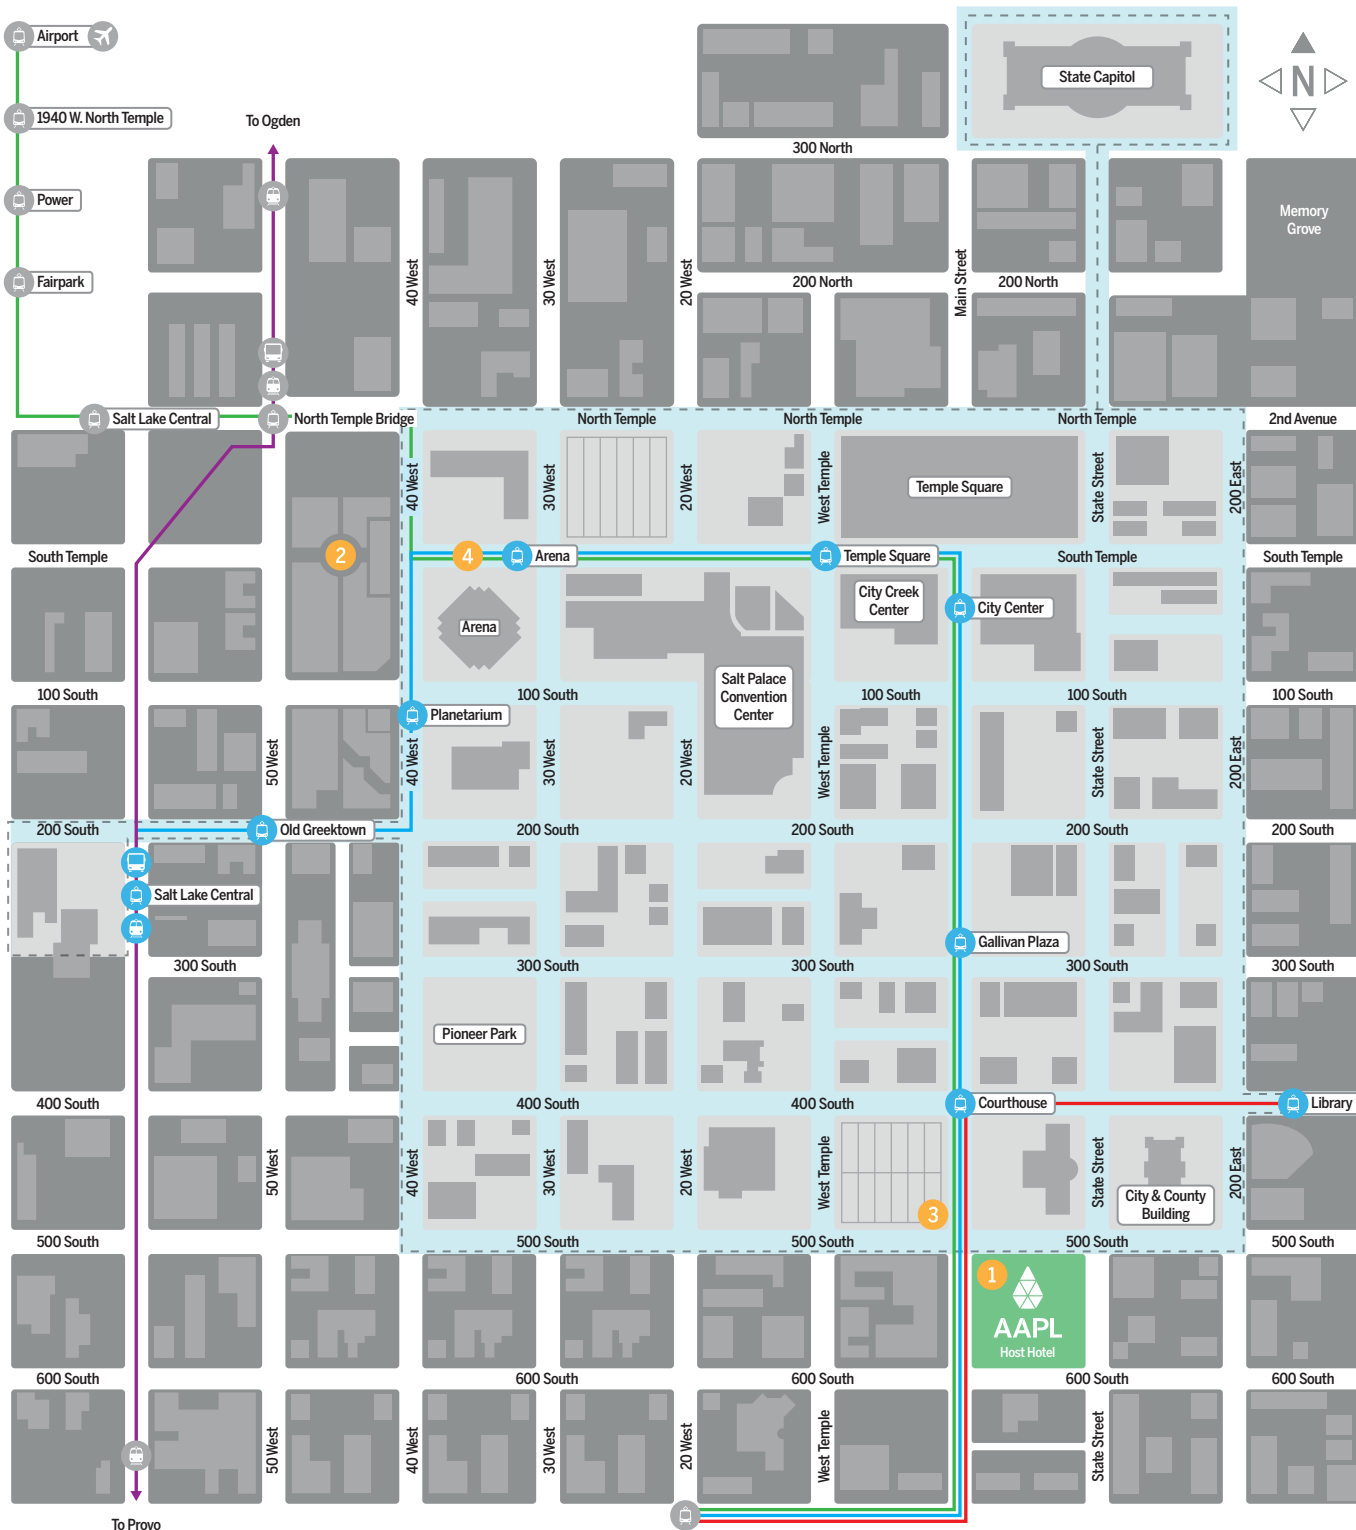 Airport
State Capitol
N
1940 W. North Temple
To Ogden
300 North
Power
Memory
Grove
Fairpark
40 West
30 West
20 West
200 North
Main Street
200 North
Salt Lake Central
North Temple Bridge
North Temple
North Temple
North Temple
2nd Avenue
40 West
30 West
20 West
West Temple
Temple Square
State Street
200 East
South Temple
2
4
Arena
Temple Square
South Temple
South Temple
City Creek
Center
City Center
Arena
100 South
100 South
Salt Palace
Convention
Center
100 South
100 South
100 South
Planetarium
50 West
40 West
30 West
20 West
West Temple
State Street
200 East
200 South
Old Greektown
200 South
200 South
200 South
200 South
Salt Lake Central
Gallivan Plaza
300 South
300 South
300 South
300 South
300 South
Pioneer Park
400 South
400 South
400 South
Courthouse
Library
50 West
40 West
30 West
20 West
West Temple
State Street
200 East
City & County
Building
3
500 South
500 South
500 South
500 South
500 South
1
AAPL
Host Hotel
600 South
600 South
600 South
600 South
600 South
50 West
40 West
30 West
20 West
West Temple
State Street
To Provo